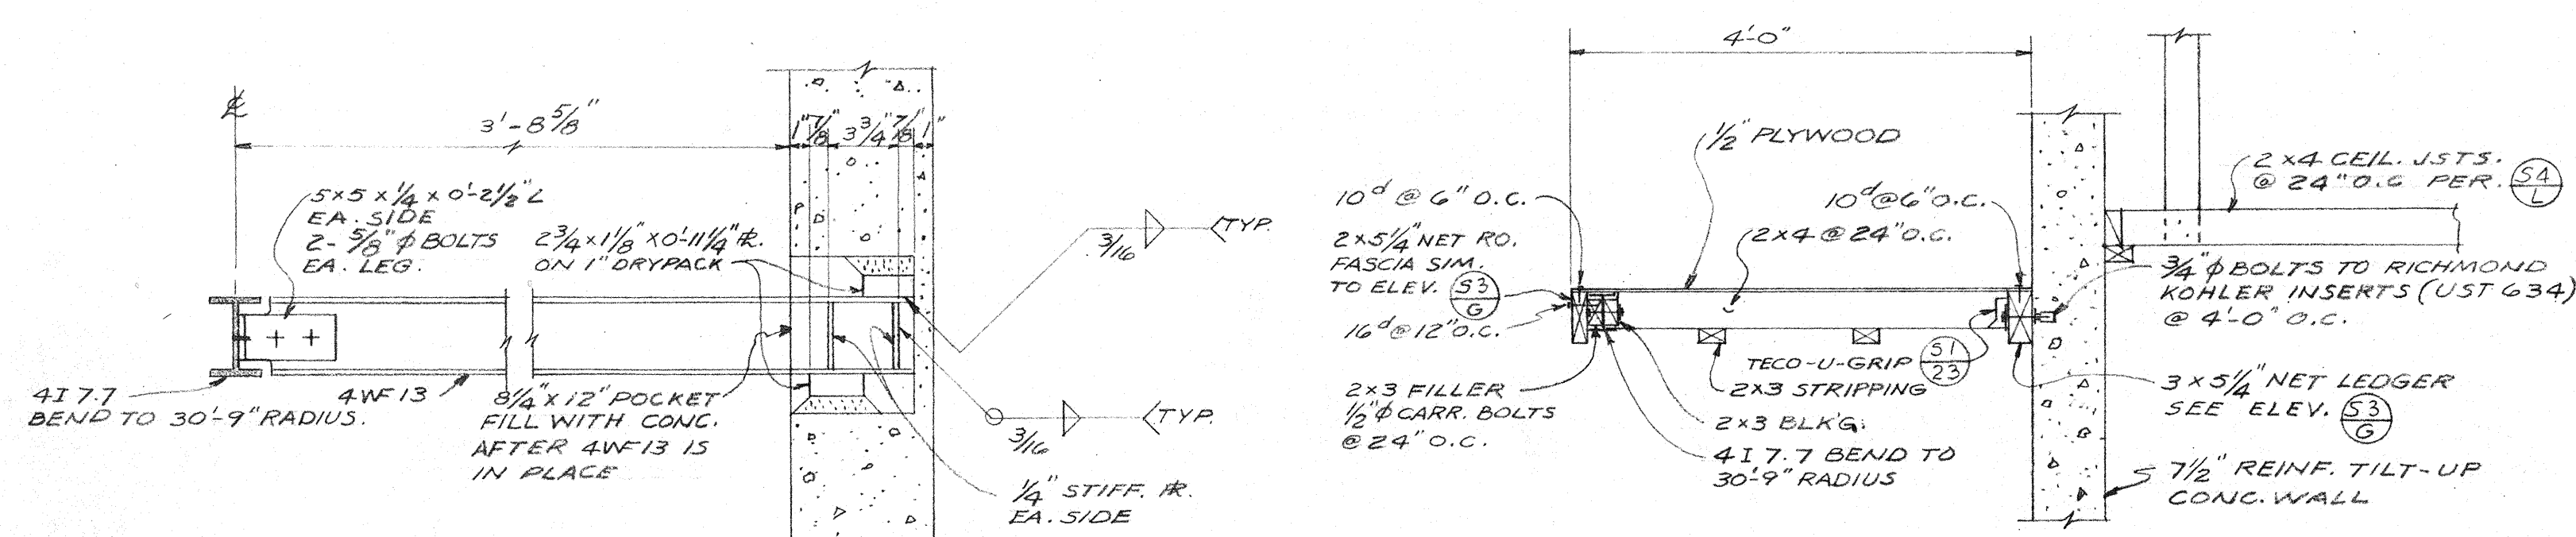 ℄
3'-8 5/8"
1" 7/8" 3 3/4" 7/8" 1"
5×5×1/4×0'-2 1/2" L
EA. SIDE
2- 5/8"φ BOLTS
EA. LEG.
2 3/4 × 1 1/8" × 0'-11 1/4" PL.
ON 1" DRYPACK
3/16
TYP.
4 I 7.7
BEND TO 30'-9" RADIUS.
4WF13
8 1/4" × 12" POCKET
FILL WITH CONC.
AFTER 4WF13 IS
IN PLACE
3/16
TYP.
1/4" STIFF. PL.
EA. SIDE
4'-0"
1/2" PLYWOOD
10d @ 6" O.C.
10d @ 6" O.C.
2×5 1/4" NET RO.
FASCIA SIM.
TO ELEV. S3
G
2×4 @ 24" O.C.
16d @ 12" O.C.
2×4 CEIL. JSTS.
@ 24" O.C PER. S4
L
3/4" φ BOLTS TO RICHMOND
KOHLER INSERTS (UST 634)
@ 4'-0" O.C.
TECO-U-GRIP S1
23
2×3 STRIPPING
2×3 FILLER
1/2"φ CARR. BOLTS
@ 24" O.C.
2×3 BLK'G.
4 I 7.7 BEND TO
30'-9" RADIUS
3 × 5 1/4" NET LEDGER
SEE ELEV. S3
G
7 1/2" REINF. TILT-UP
CONC. WALL